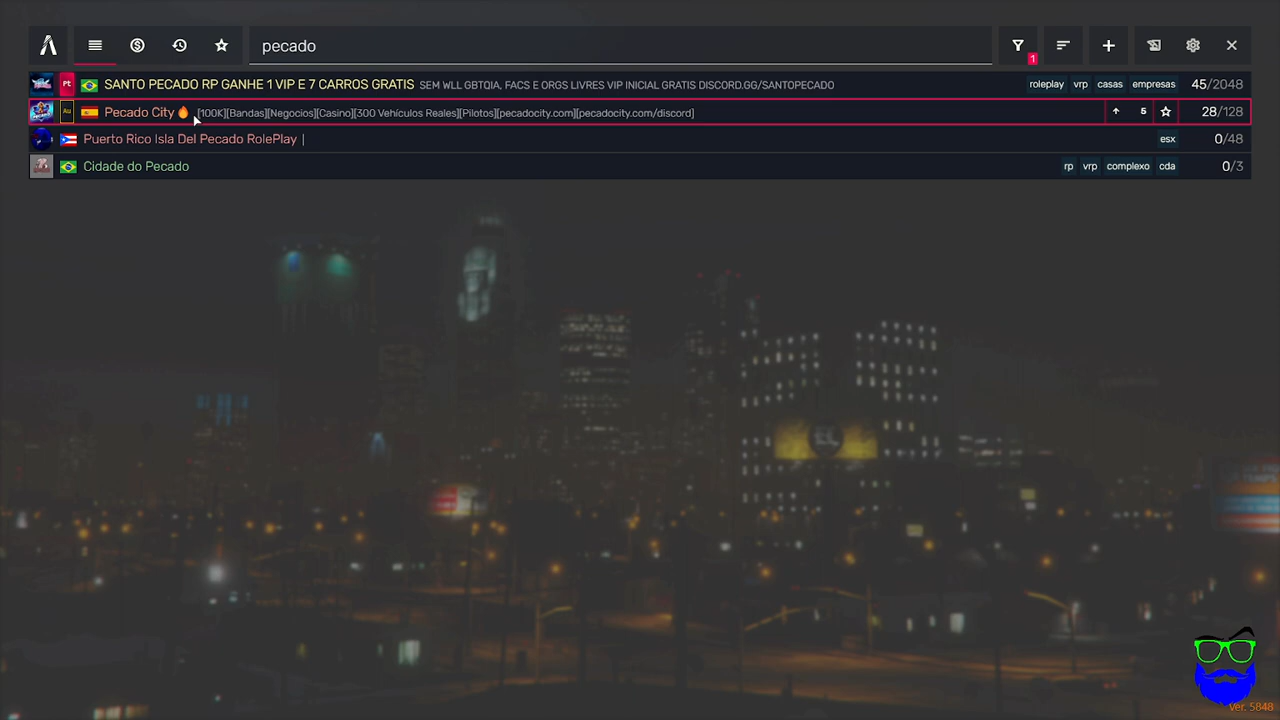 pecado
1
Pt SANTO PECADO RP GANHE 1 VIP E 7 CARROS GRATIS SEM WLL GBTQIA, FACS E ORGS LIVRES VIP INICIAL GRATIS DISCORD.GG/SANTOPECADO roleplay vrp casas empresas 45/2048
Au Pecado City🔥 [100K][Bandas][Negocios][Casino][300 Vehículos Reales][Pilotos][pecadocity.com][pecadocity.com/discord] 5 28/128
Puerto Rico Isla Del Pecado RolePlay | esx 0/48
Cidade do Pecado rp vrp complexo cda 0/3
ver. 5848